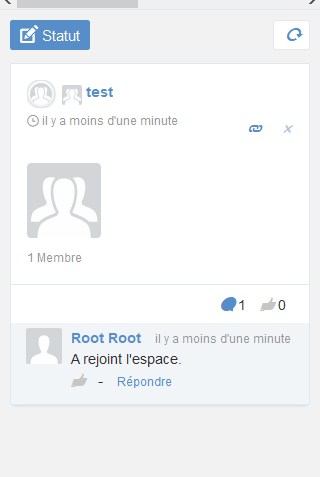 Statut
test
il y a moins d'une minute
1 Membre
1 0
Root Root il y a moins d'une minute
A rejoint l'espace.
- Répondre